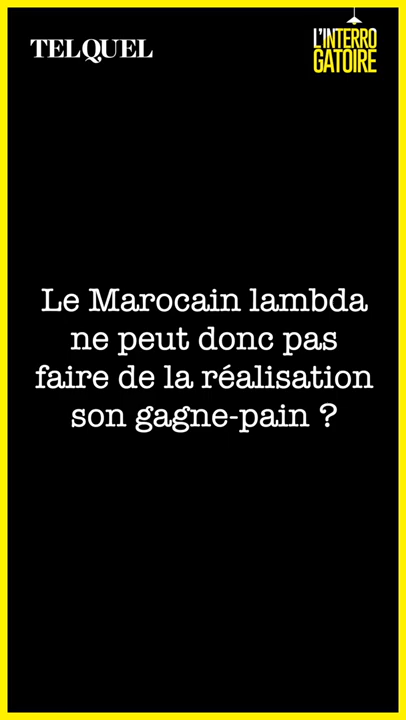 TELQUEL
L'INTERRO
GATOIRE
Le Marocain lambda
ne peut donc pas
faire de la réalisation
son gagne-pain ?